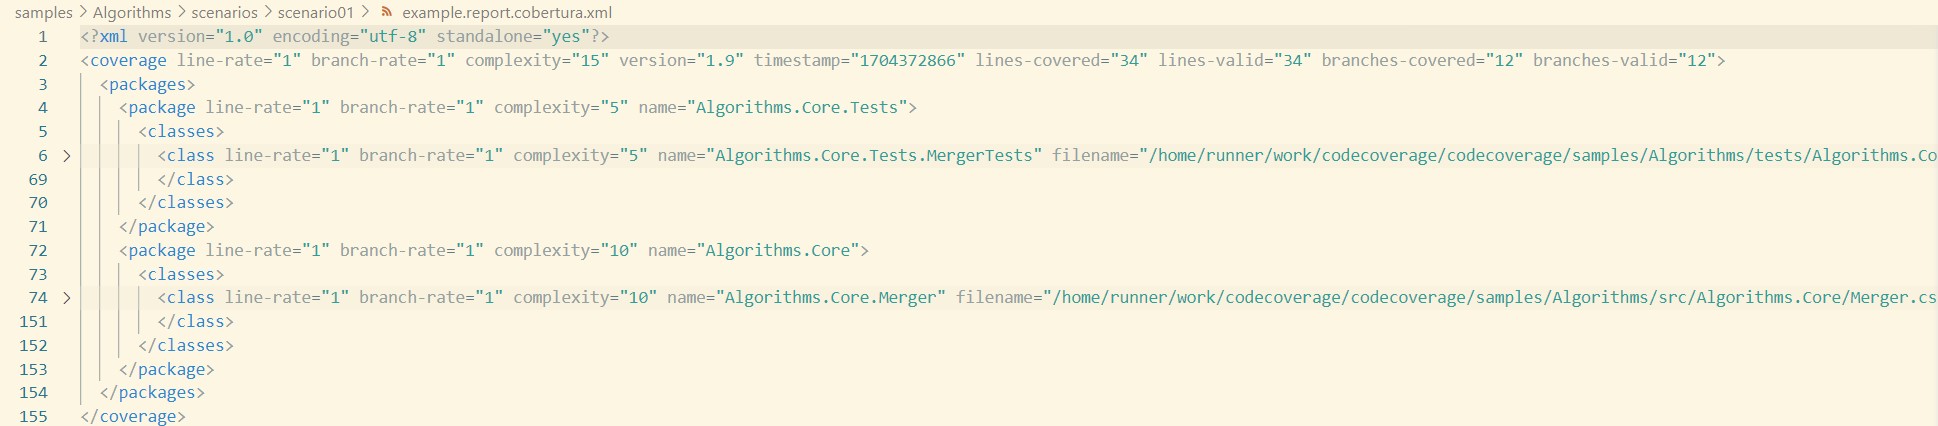 samples > Algorithms > scenarios > scenario01 > example.report.cobertura.xml
1 <?xml version="1.0" encoding="utf-8" standalone="yes"?>
2 <coverage line-rate="1" branch-rate="1" complexity="15" version="1.9" timestamp="1704372866" lines-covered="34" lines-valid="34" branches-covered="12" branches-valid="12">
3 <packages>
4 <package line-rate="1" branch-rate="1" complexity="5" name="Algorithms.Core.Tests">
5 <classes>
6 > <class line-rate="1" branch-rate="1" complexity="5" name="Algorithms.Core.Tests.MergerTests" filename="/home/runner/work/codecoverage/codecoverage/samples/Algorithms/tests/Algorithms.Co
69 </class>
70 </classes>
71 </package>
72 <package line-rate="1" branch-rate="1" complexity="10" name="Algorithms.Core">
73 <classes>
74 > <class line-rate="1" branch-rate="1" complexity="10" name="Algorithms.Core.Merger" filename="/home/runner/work/codecoverage/codecoverage/samples/Algorithms/src/Algorithms.Core/Merger.cs
151 </class>
152 </classes>
153 </package>
154 </packages>
155 </coverage>